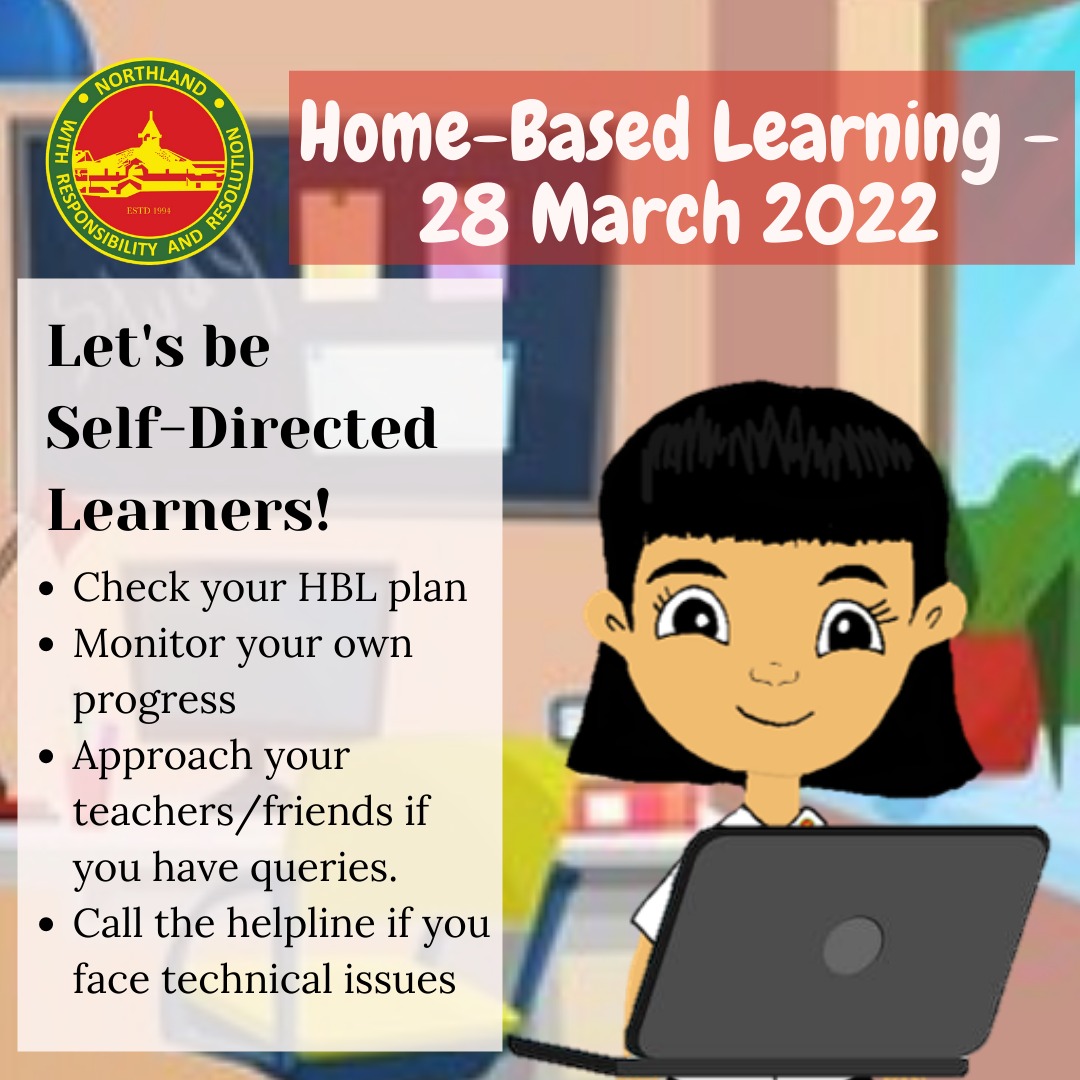 NORTHLAND
WITH RESPONSIBILITY AND RESOLUTION
ESTD 1994
Home-Based Learning -
28 March 2022
Study
Let's be
Self-Directed
Learners!
• Check your HBL plan
• Monitor your own
progress
• Approach your
teachers/friends if
you have queries.
• Call the helpline if you
face technical issues